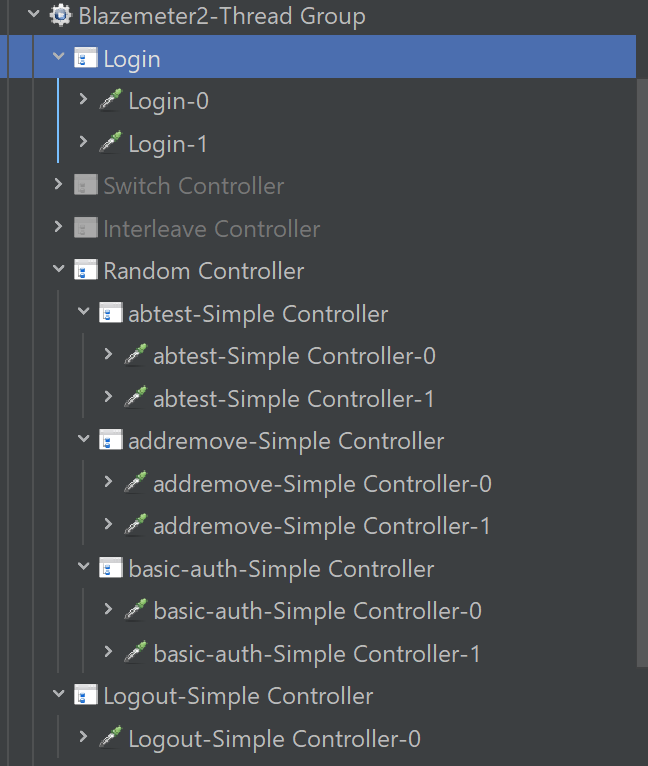 Blazemeter2-Thread Group
Login
Login-0
Login-1
Switch Controller
Interleave Controller
Random Controller
abtest-Simple Controller
abtest-Simple Controller-0
abtest-Simple Controller-1
addremove-Simple Controller
addremove-Simple Controller-0
addremove-Simple Controller-1
basic-auth-Simple Controller
basic-auth-Simple Controller-0
basic-auth-Simple Controller-1
Logout-Simple Controller
Logout-Simple Controller-0